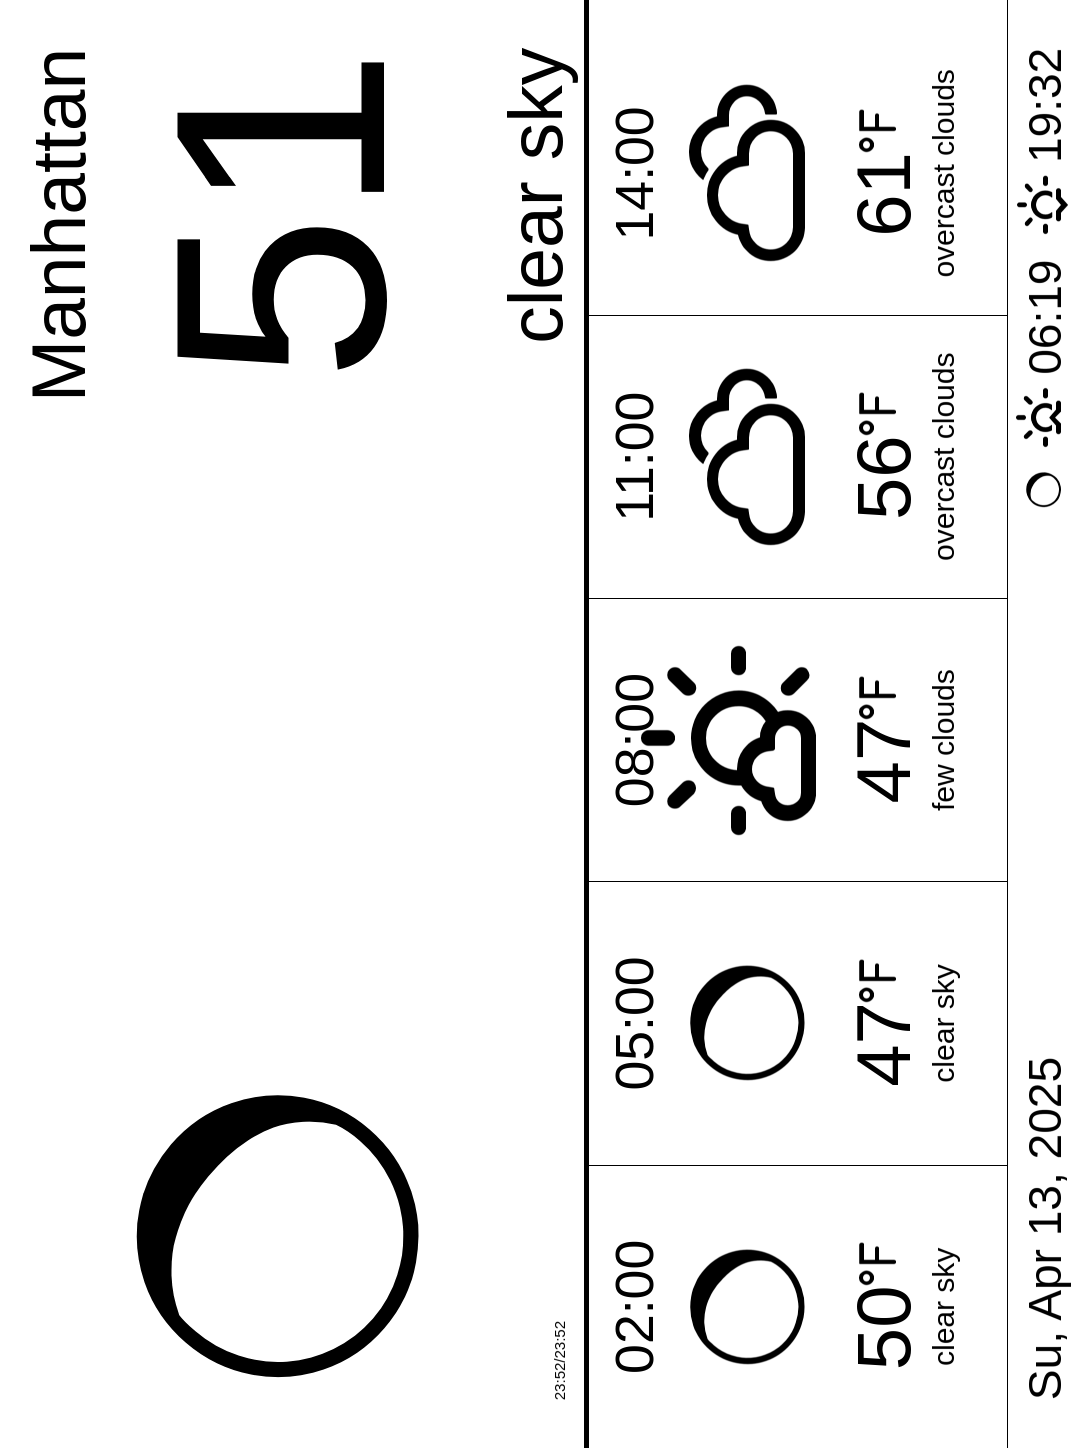 Manhattan
51
clear sky
23:52/23:52
02:00 05:00 08:00 11:00 14:00
50°F 47°F 47°F 56°F 61°F
clear sky clear sky few clouds overcast clouds overcast clouds
Su, Apr 13, 2025 06:19 19:32